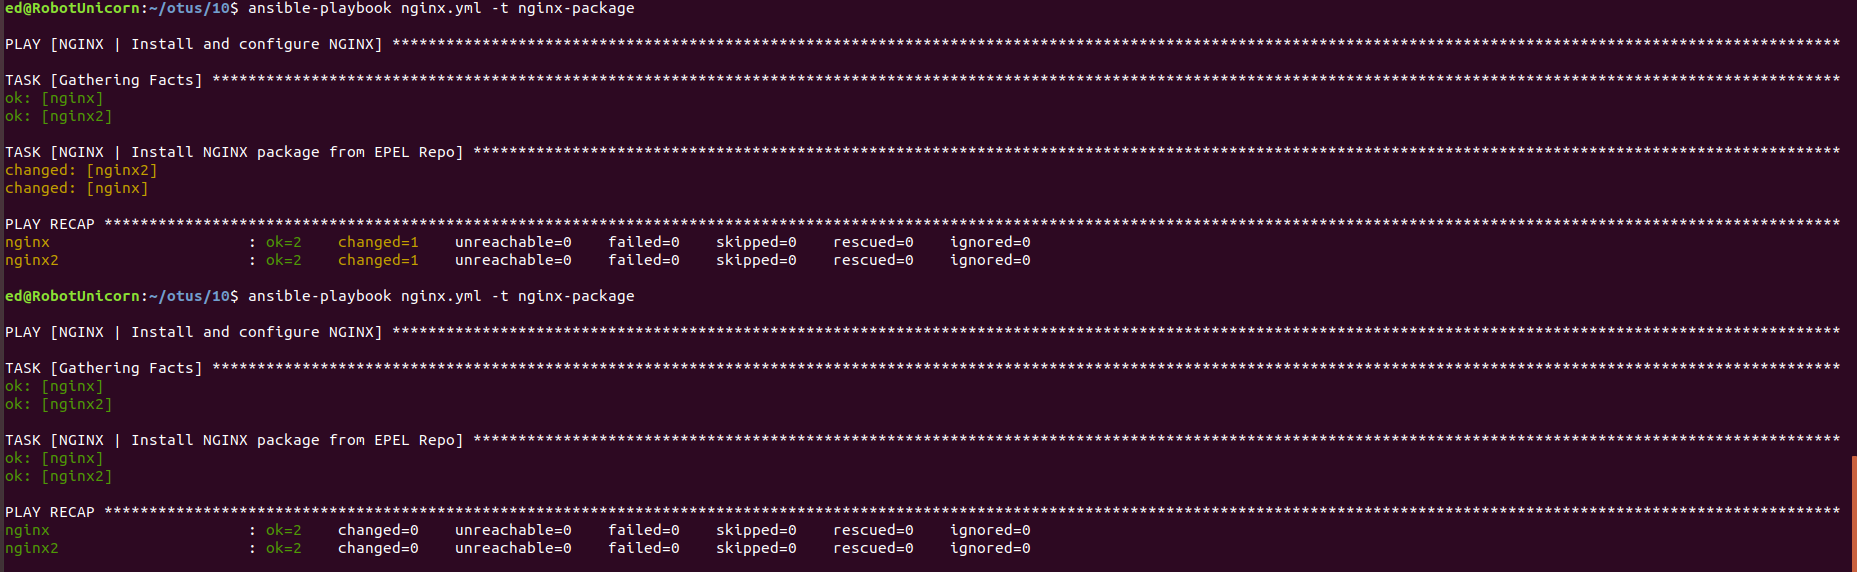 ed@RobotUnicorn:~/otus/10$ ansible-playbook nginx.yml -t nginx-package
PLAY [NGINX | Install and configure NGINX] *****************************************************************************************************************************************************************
TASK [Gathering Facts] *************************************************************************************************************************************************************************************
ok: [nginx]
ok: [nginx2]
TASK [NGINX | Install NGINX package from EPEL Repo] ********************************************************************************************************************************************************
changed: [nginx2]
changed: [nginx]
PLAY RECAP *************************************************************************************************************************************************************************************************
nginx                      : ok=2    changed=1    unreachable=0    failed=0    skipped=0    rescued=0    ignored=0
nginx2                     : ok=2    changed=1    unreachable=0    failed=0    skipped=0    rescued=0    ignored=0
ed@RobotUnicorn:~/otus/10$ ansible-playbook nginx.yml -t nginx-package
PLAY [NGINX | Install and configure NGINX] *****************************************************************************************************************************************************************
TASK [Gathering Facts] *************************************************************************************************************************************************************************************
ok: [nginx]
ok: [nginx2]
TASK [NGINX | Install NGINX package from EPEL Repo] ********************************************************************************************************************************************************
ok: [nginx]
ok: [nginx2]
PLAY RECAP *************************************************************************************************************************************************************************************************
nginx                      : ok=2    changed=0    unreachable=0    failed=0    skipped=0    rescued=0    ignored=0
nginx2                     : ok=2    changed=0    unreachable=0    failed=0    skipped=0    rescued=0    ignored=0